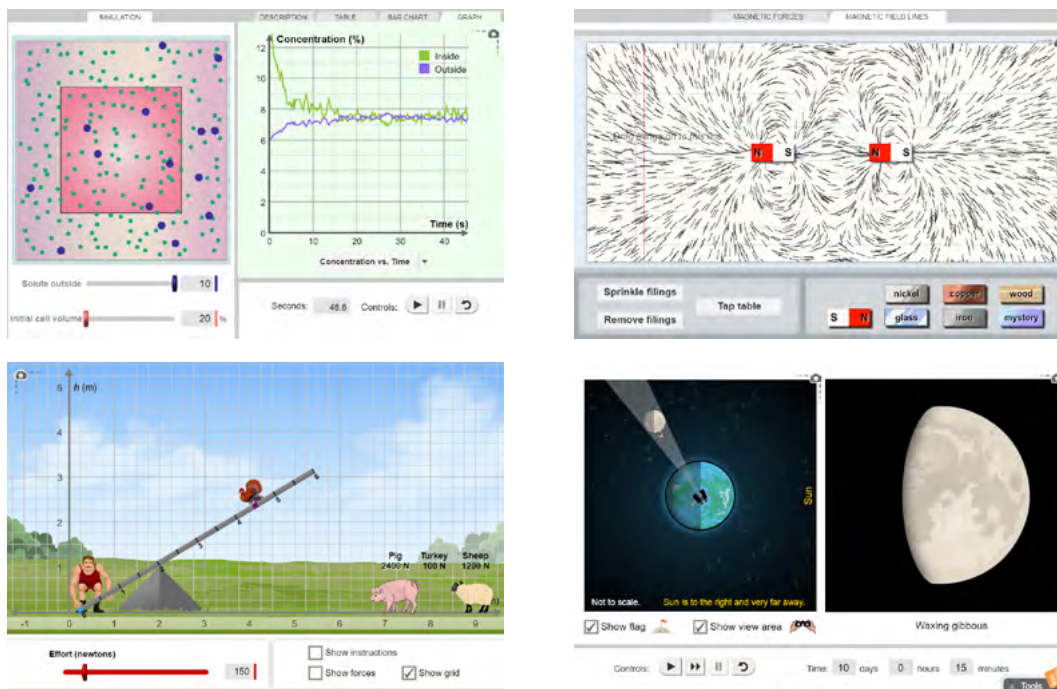 SIMULATION
DESCRIPTION TABLE BAR CHART GRAPH
Concentration (%)
Inside
Outside
12
10
8
6
4
2
0
0 10 20 30 40
Time (s)
Concentration vs. Time
Solute outside 10
Initial cell volume 20 %
Seconds: 46.6 Controls:
MAGNETIC FORCES MAGNETIC FIELD LINES
N S N S
Sprinkle filings
Remove filings
Tap table
nickel copper wood
S N glass iron mystery
h (m)
5
4
3
2
1
Pig Turkey Sheep
2400 N 100 N 1200 N
-1 0 1 2 3 4 5 6 7 8 9
Effort (newtons)
150
Show instructions
Show forces Show grid
Sun
Not to scale. Sun is to the right and very far away.
Show flag Show view area
Waxing gibbous
Controls: Time: 10 days 0 hours 15 minutes
Tools